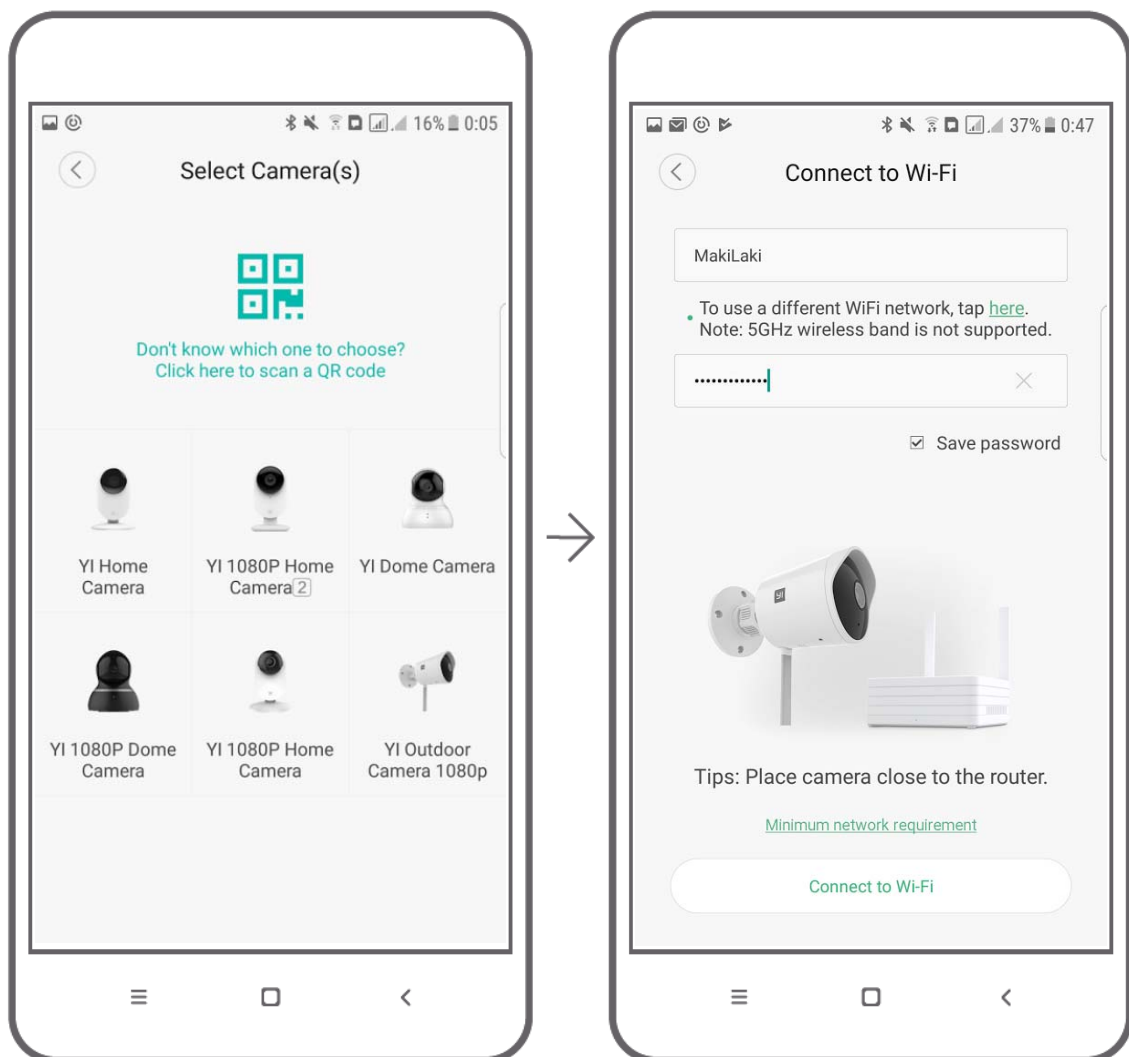 16% 0:05
Select Camera(s)
Don't know which one to choose?
Click here to scan a QR code
YI Home
Camera
YI 1080P Home
Camera 2
YI Dome Camera
YI 1080P Dome
Camera
YI 1080P Home
Camera
YI Outdoor
Camera 1080p
37% 0:47
Connect to Wi-Fi
MakiLaki
To use a different WiFi network, tap here.
Note: 5GHz wireless band is not supported.
•••••••••••••
Save password
YI
Tips: Place camera close to the router.
Minimum network requirement
Connect to Wi-Fi